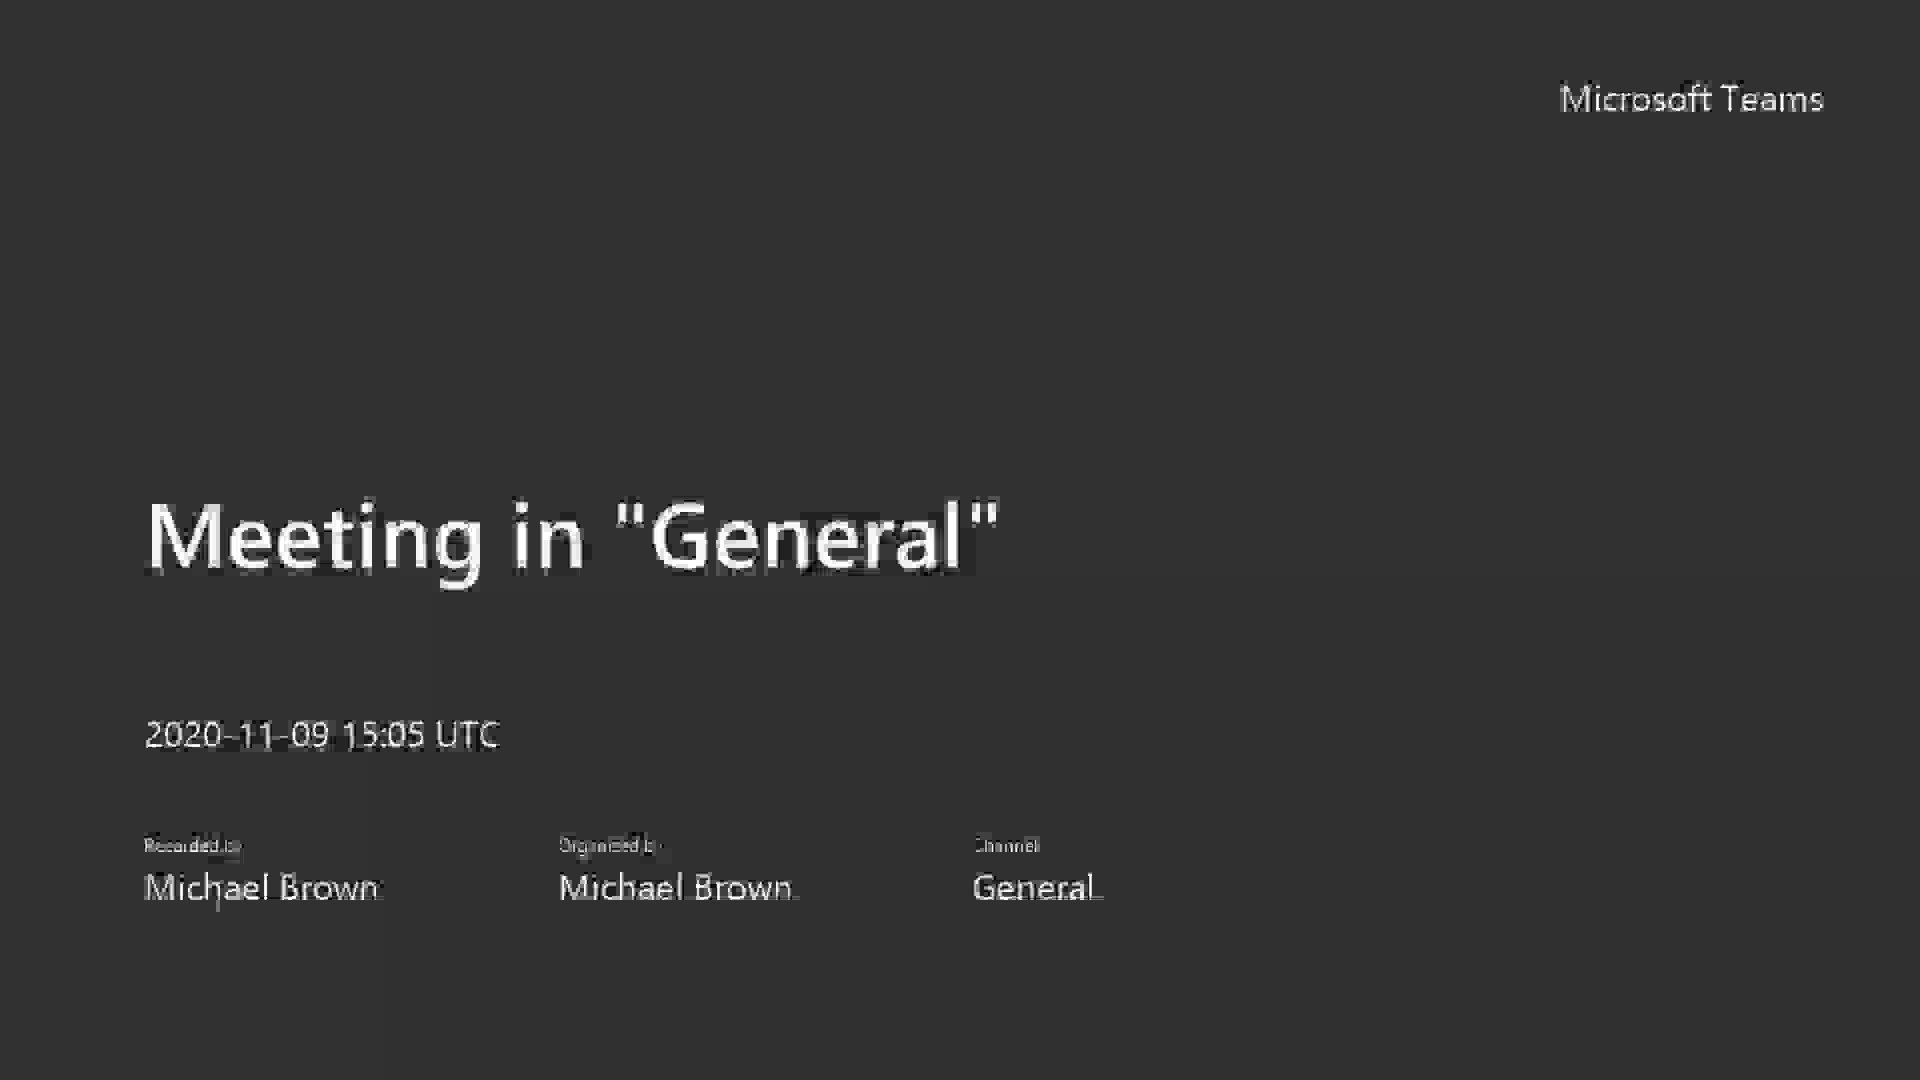 Microsoft Teams
Meeting in "General"
2020-11-09 15:05 UTC
Recorded by
Organized by
Channel
Michael Brown
Michael Brown
General